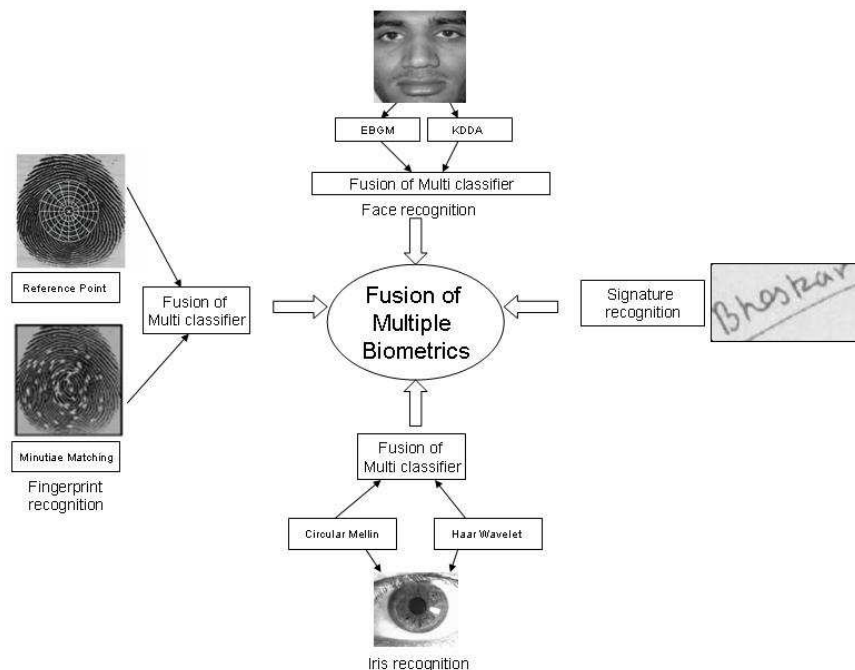 EBGM
KDDA
Fusion of Multi classifier
Face recognition
Reference Point
Fusion of
Multi classifier
Minutiae Matching
Fingerprint
recognition
Fusion of
Multiple
Biometrics
Signature
recognition
Bhaskar
Fusion of
Multi classifier
Circular Mellin
Haar Wavelet
Iris recognition